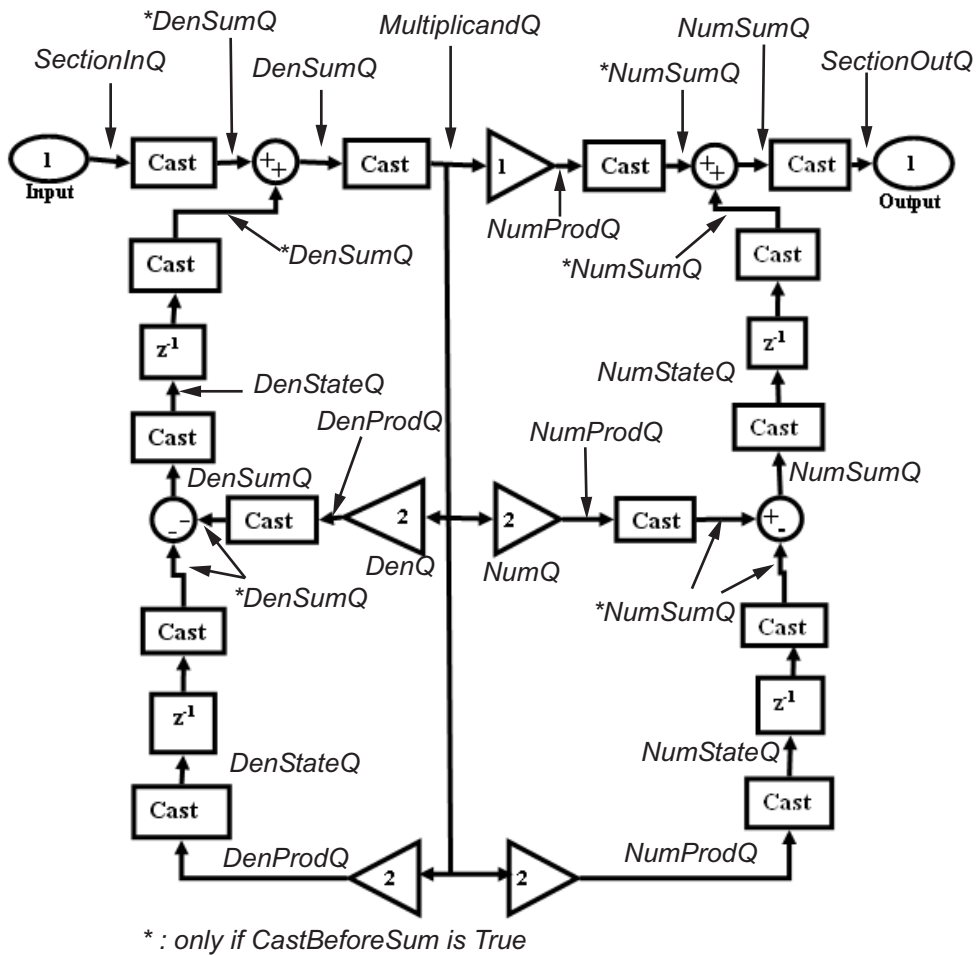 *DenSumQ
MultiplicandQ
NumSumQ
SectionInQ
DenSumQ
*NumSumQ
SectionOutQ
1
Cast
++
Cast
1
Cast
++
Cast
1
Input
Output
NumProdQ
*DenSumQ
*NumSumQ
Cast
Cast
z-1
z-1
DenStateQ
NumStateQ
DenProdQ
NumProdQ
Cast
Cast
DenSumQ
NumSumQ
--
Cast
2
2
Cast
+-
DenQ
NumQ
*DenSumQ
*NumSumQ
Cast
Cast
z-1
z-1
DenStateQ
NumStateQ
Cast
Cast
DenProdQ
NumProdQ
2
2
* : only if CastBeforeSum is True